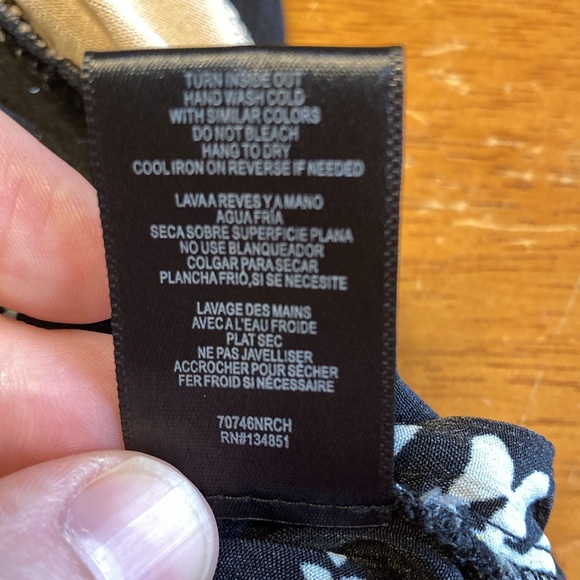 TURN INSIDE OUT
HAND WASH COLD
WITH SIMILAR COLORS
DO NOT BLEACH
HANG TO DRY
COOL IRON ON REVERSE IF NEEDED
LAVA A REVES Y A MANO
AGUA FRÍA
SECA SOBRE SUPERFICIE PLANA
NO USE BLANQUEADOR
COLGAR PARA SECAR
PLANCHA FRIÓ,SI SE NECESITE
LAVAGE DES MAINS
AVEC A L'EAU FROIDE
PLAT SEC
NE PAS JAVELLISER
ACCROCHER POUR SÉCHER
FER FROID SI NÉCESSAIRE
70746NRCH
RN#134851